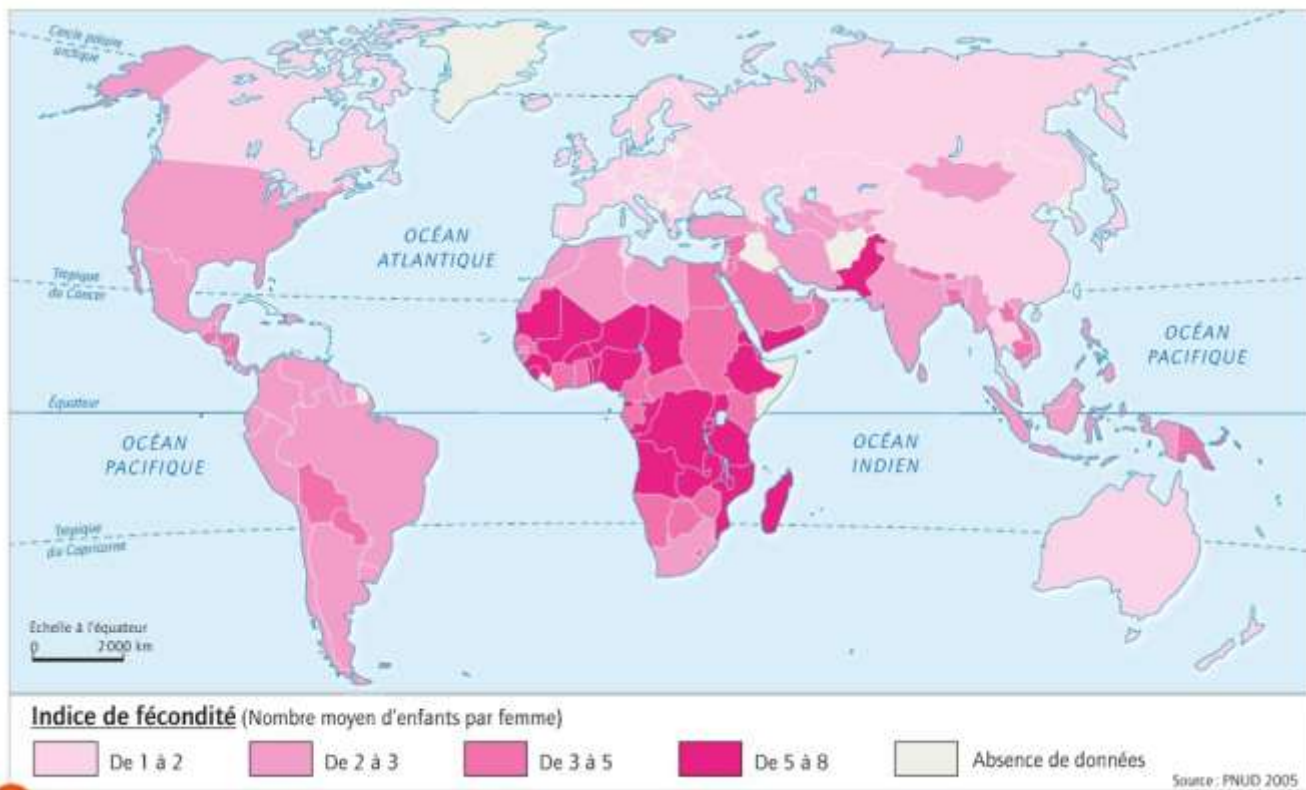 Cercle polaire
arctique
OCÉAN
ATLANTIQUE
Tropique
du Cancer
OCÉAN
PACIFIQUE
Équateur
OCÉAN
PACIFIQUE
OCÉAN
INDIEN
Tropique
du Capricorne
Échelle à l'équateur
0 2000 km
Indice de fécondité (Nombre moyen d'enfants par femme)
De 1 à 2 De 2 à 3 De 3 à 5 De 5 à 8 Absence de données
Source : PNUD 2005